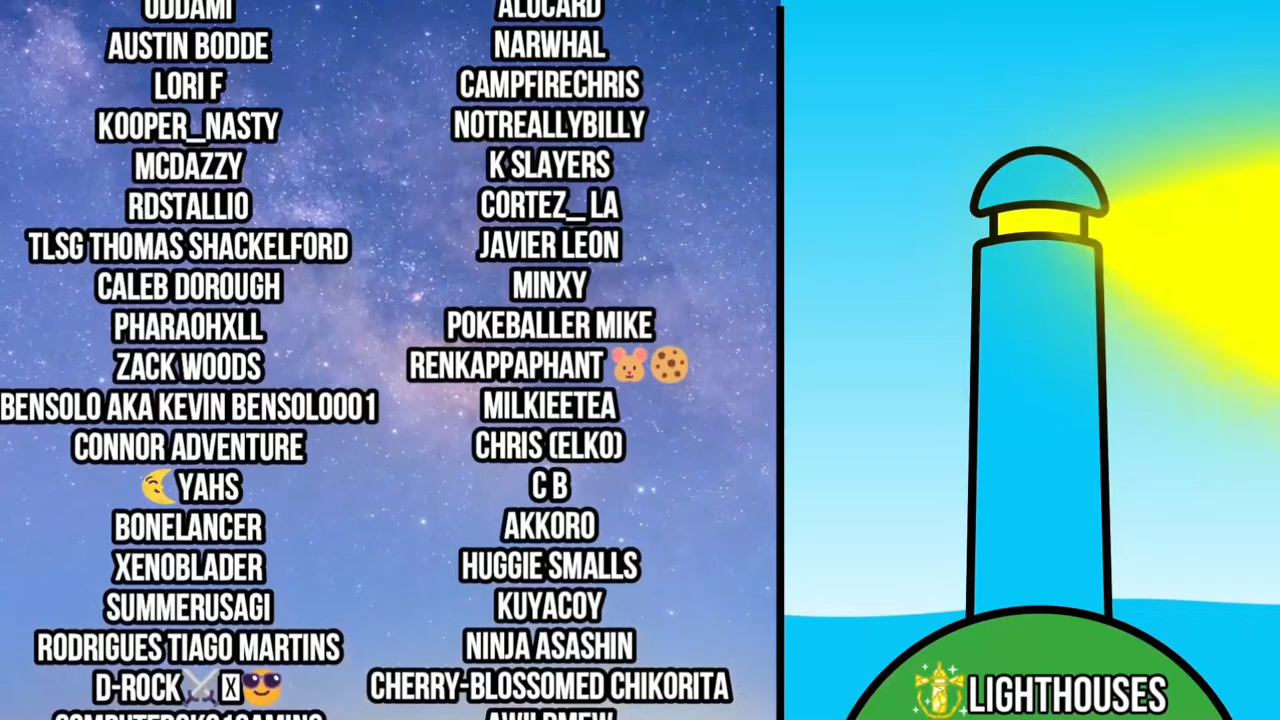 ODDAMI
AUSTIN BODDE
LORI F
KOOPER_NASTY
MCDAZZY
RDSTALLIO
TLSG THOMAS SHACKELFORD
CALEB DOROUGH
PHARAOHXLL
ZACK WOODS
BENSOLO AKA KEVIN BENSOLO001
CONNOR ADVENTURE
🌜YAHS
BONELANCER
XENOBLADER
SUMMERUSAGI
RODRIGUES TIAGO MARTINS
D-ROCK⚔️ 😎
ALUCARD
NARWHAL
CAMPFIRECHRIS
NOTREALLYBILLY
K SLAYERS
CORTEZ_ LA
JAVIER LEON
MINXY
POKEBALLER MIKE
RENKAPPAPHANT 🐹🍪
MILKIEETEA
CHRIS (ELKO)
C B
AKKORO
HUGGIE SMALLS
KUYACOY
NINJA ASASHIN
CHERRY-BLOSSOMED CHIKORITA
LIGHTHOUSES